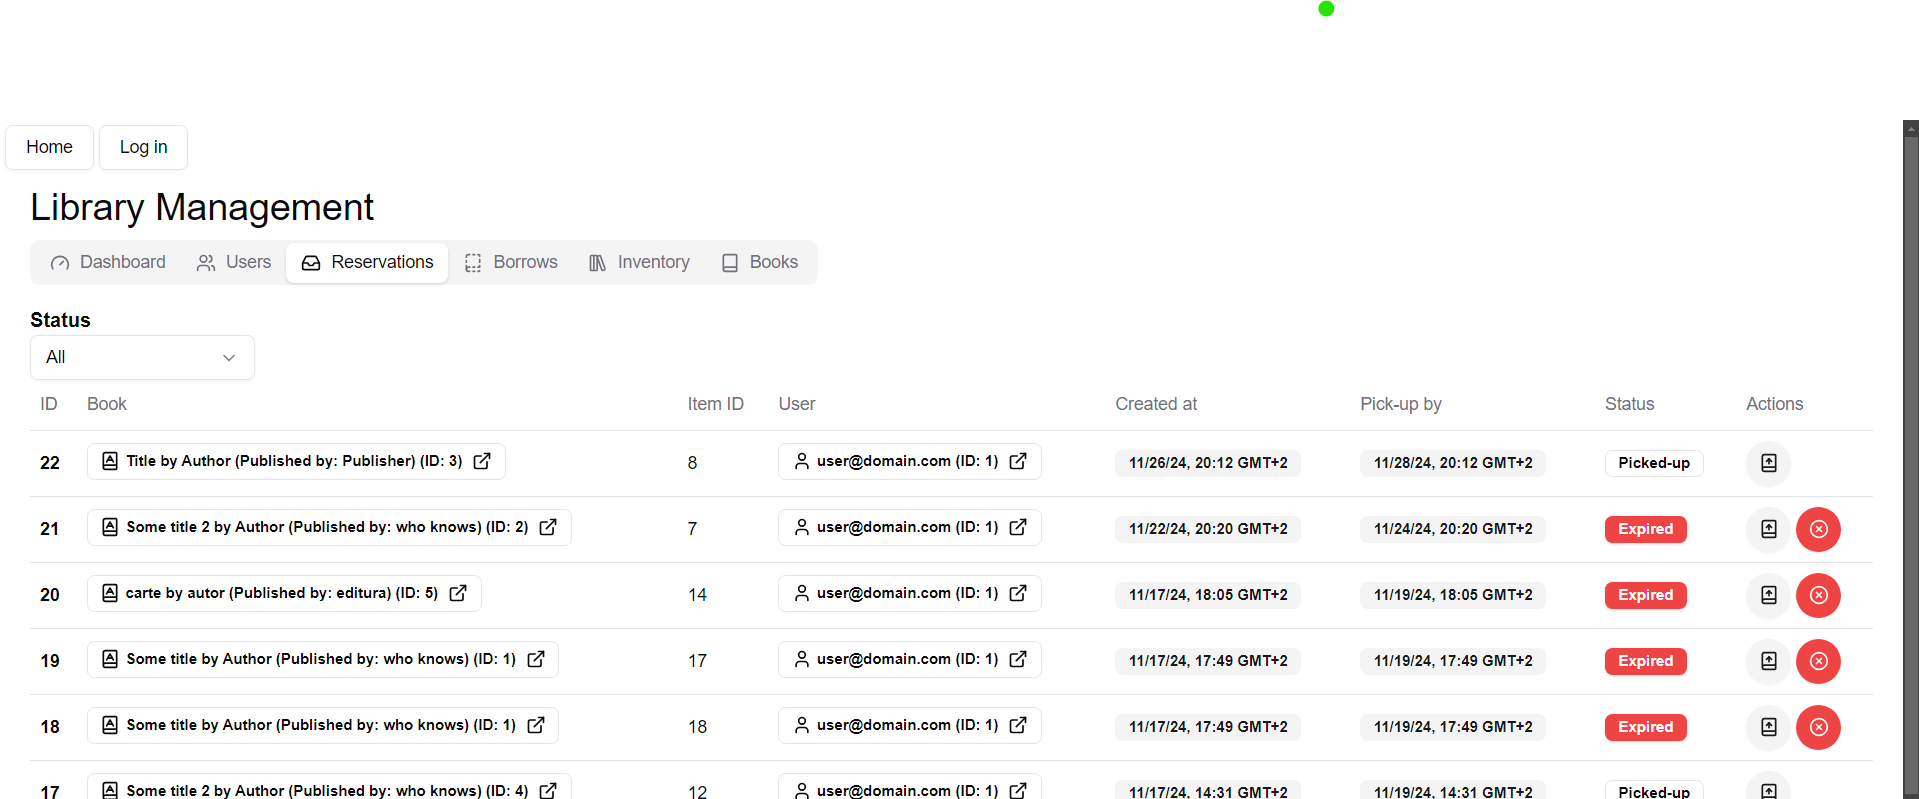 Home Log in
Library Management
Dashboard Users Reservations Borrows Inventory Books
Status
All
ID Book Item ID User Created at Pick-up by Status Actions
22 Title by Author (Published by: Publisher) (ID: 3) 8 user@domain.com (ID: 1) 11/26/24, 20:12 GMT+2 11/28/24, 20:12 GMT+2 Picked-up
21 Some title 2 by Author (Published by: who knows) (ID: 2) 7 user@domain.com (ID: 1) 11/22/24, 20:20 GMT+2 11/24/24, 20:20 GMT+2 Expired
20 carte by autor (Published by: editura) (ID: 5) 14 user@domain.com (ID: 1) 11/17/24, 18:05 GMT+2 11/19/24, 18:05 GMT+2 Expired
19 Some title by Author (Published by: who knows) (ID: 1) 17 user@domain.com (ID: 1) 11/17/24, 17:49 GMT+2 11/19/24, 17:49 GMT+2 Expired
18 Some title by Author (Published by: who knows) (ID: 1) 18 user@domain.com (ID: 1) 11/17/24, 17:49 GMT+2 11/19/24, 17:49 GMT+2 Expired
17 Some title 2 by Author (Published by: who knows) (ID: 4) 12 user@domain.com (ID: 1) 11/17/24, 14:31 GMT+2 11/19/24, 14:31 GMT+2 Picked-up